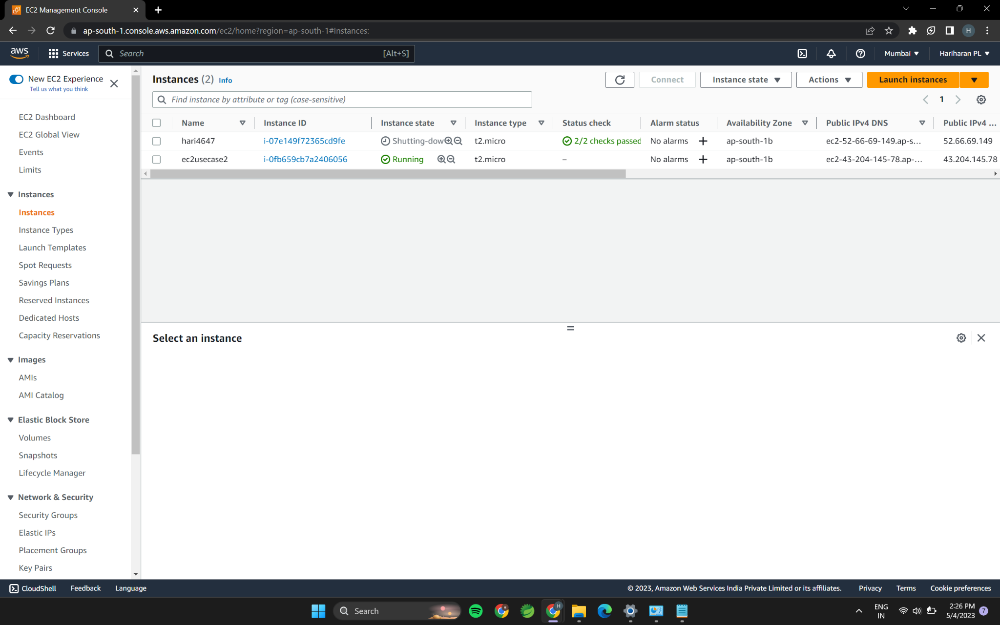 EC2 Management Console
ap-south-1.console.aws.amazon.com/ec2/home?region=ap-south-1#Instances:
H
aws
Services
Search
[Alt+S]
Mumbai
Hariharan PL
New EC2 Experience
Tell us what you think
EC2 Dashboard
EC2 Global View
Events
Limits
Instances
Instances
Instance Types
Launch Templates
Spot Requests
Savings Plans
Reserved Instances
Dedicated Hosts
Capacity Reservations
Images
AMIs
AMI Catalog
Elastic Block Store
Volumes
Snapshots
Lifecycle Manager
Network & Security
Security Groups
Elastic IPs
Placement Groups
Key Pairs
Instances (2) Info
Connect
Instance state
Actions
Launch instances
Find instance by attribute or tag (case-sensitive)
1
Name Instance ID Instance state Instance type Status check Alarm status Availability Zone Public IPv4 DNS Public IPv4 ...
hari4647 i-07e149f72365cd9fe Shutting-dow t2.micro 2/2 checks passed No alarms + ap-south-1b ec2-52-66-69-149.ap-s... 52.66.69.149
ec2usecase2 i-0fb659cb7a2406056 Running t2.micro – No alarms + ap-south-1b ec2-43-204-145-78.ap-... 43.204.145.78
Select an instance
CloudShell
Feedback
Language
© 2023, Amazon Web Services India Private Limited or its affiliates.
Privacy
Terms
Cookie preferences
Search
H
H
ENG
IN
2:26 PM
5/4/2023
7